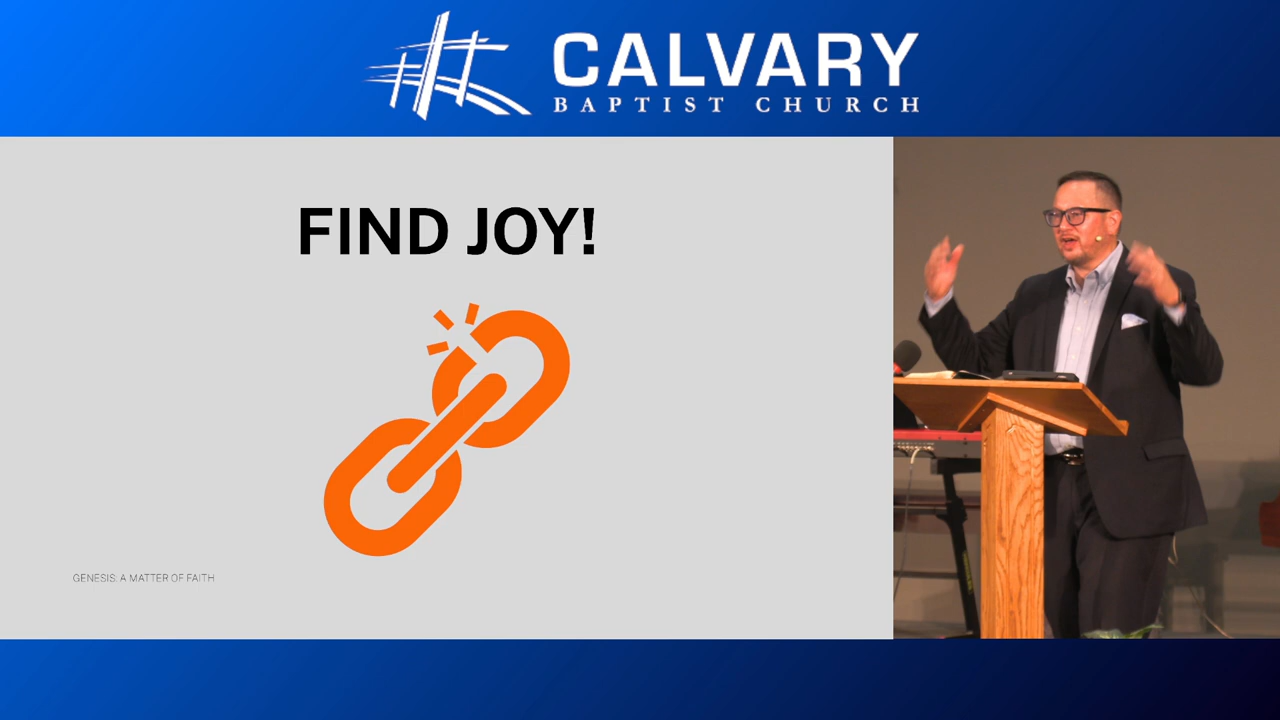 CALVARY
BAPTIST CHURCH
FIND JOY!
GENESIS: A MATTER OF FAITH